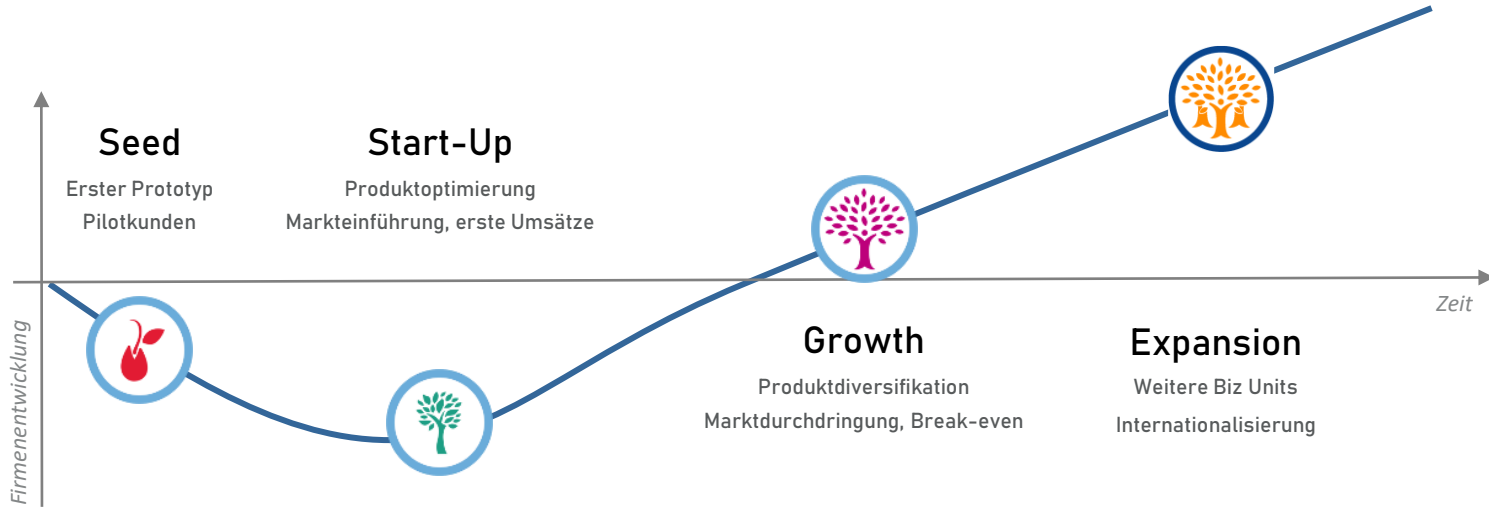 Seed
Erster Prototyp
Pilotkunden
Start-Up
Produktoptimierung
Markteinführung, erste Umsätze
Growth
Produktdiversifikation
Marktdurchdringung, Break-even
Expansion
Weitere Biz Units
Internationalisierung
Zeit
Firmenentwicklung